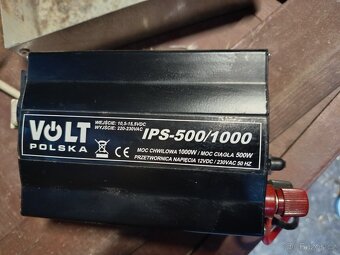 VOLT
POLSKA
WEJŚCIE: 10,5-15,5VDC
WYJŚCIE: 220-230VAC
IPS-500/1000
MOC CHWILOWA 1000W / MOC CIĄGŁA 500W
PRZETWORNICA NAPIĘCIA 12VDC / 230VAC 50 HZ